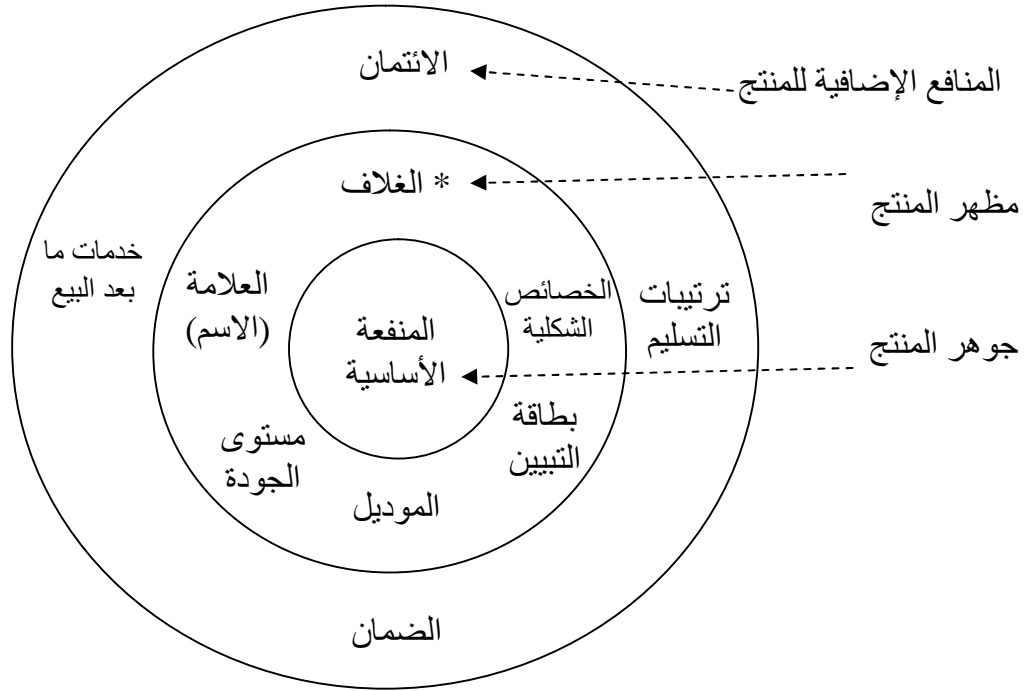 الائتمان
المنافع الإضافية للمنتج
* الغلاف
مظهر المنتج
خدمات ما
بعد البيع
العلامة
(الاسم)
الخصائص
الشكلية
ترتيبات
التسليم
المنفعة
الأساسية
جوهر المنتج
بطاقة
التبيين
مستوى
الجودة
الموديل
الضمان